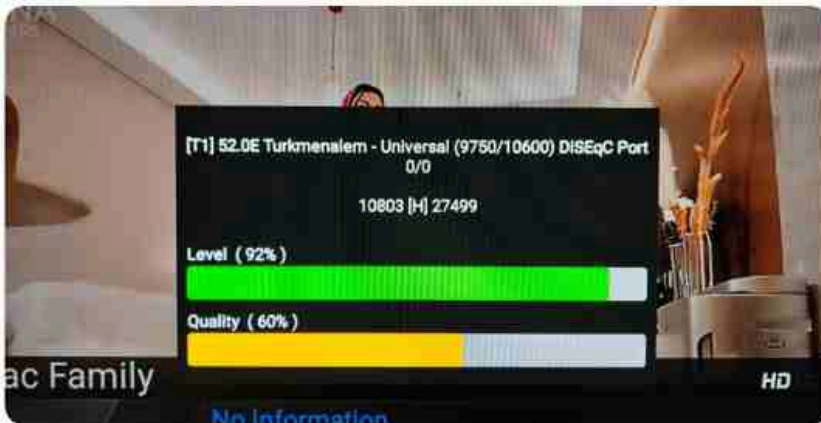 [T1] 52.0E Turkmenalem - Universal (9750/10600) DiSEqC Port
0/0
10803 [H] 27499
Level ( 92% )
Quality ( 60% )
ac Family
HD
No Information